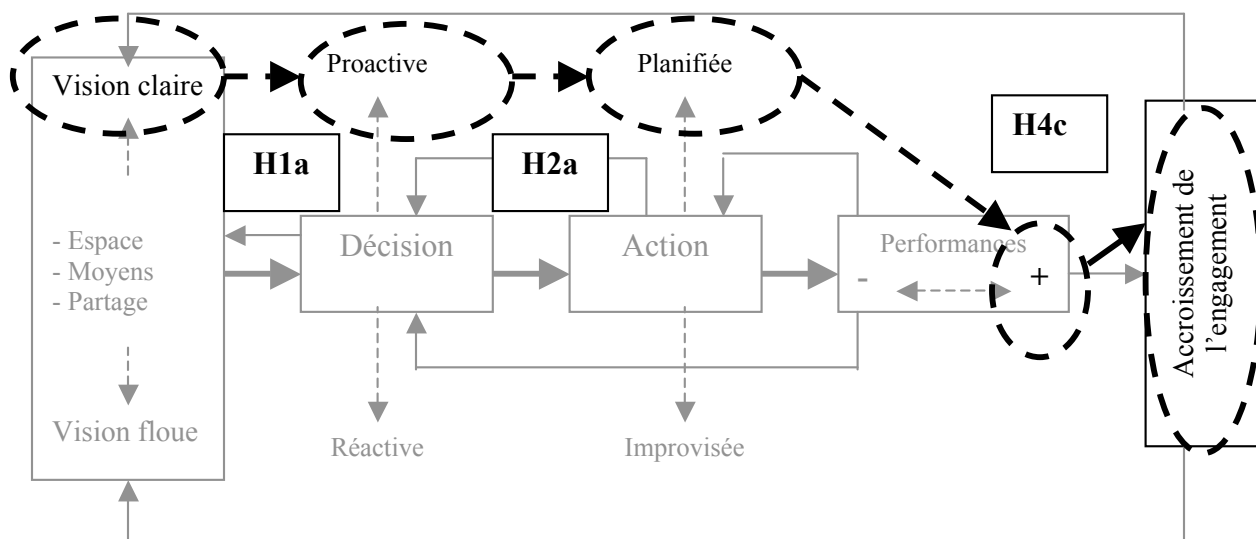 Vision claire
Proactive
Planifiée
H4c
H1a
H2a
- Espace
- Moyens
- Partage
Décision
Action
Performances
-
+
Accroissement de
l’engagement
Vision floue
Réactive
Improvisée